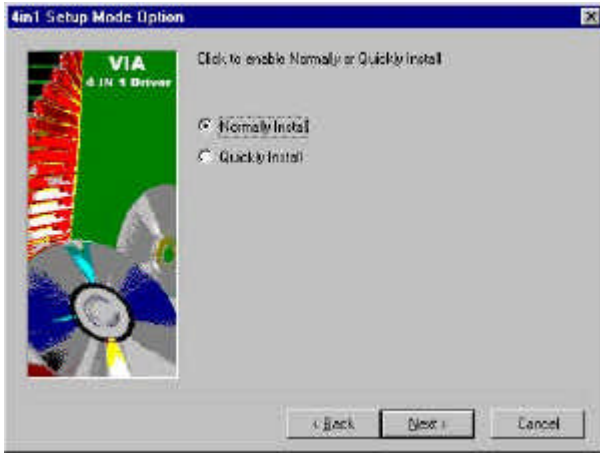 4in1 Setup Mode Option
VIA
4 IN 1 Driver
Click to enable Normally or Quickly Install
Normally Install
Quickly Install
< Back
Next >
Cancel